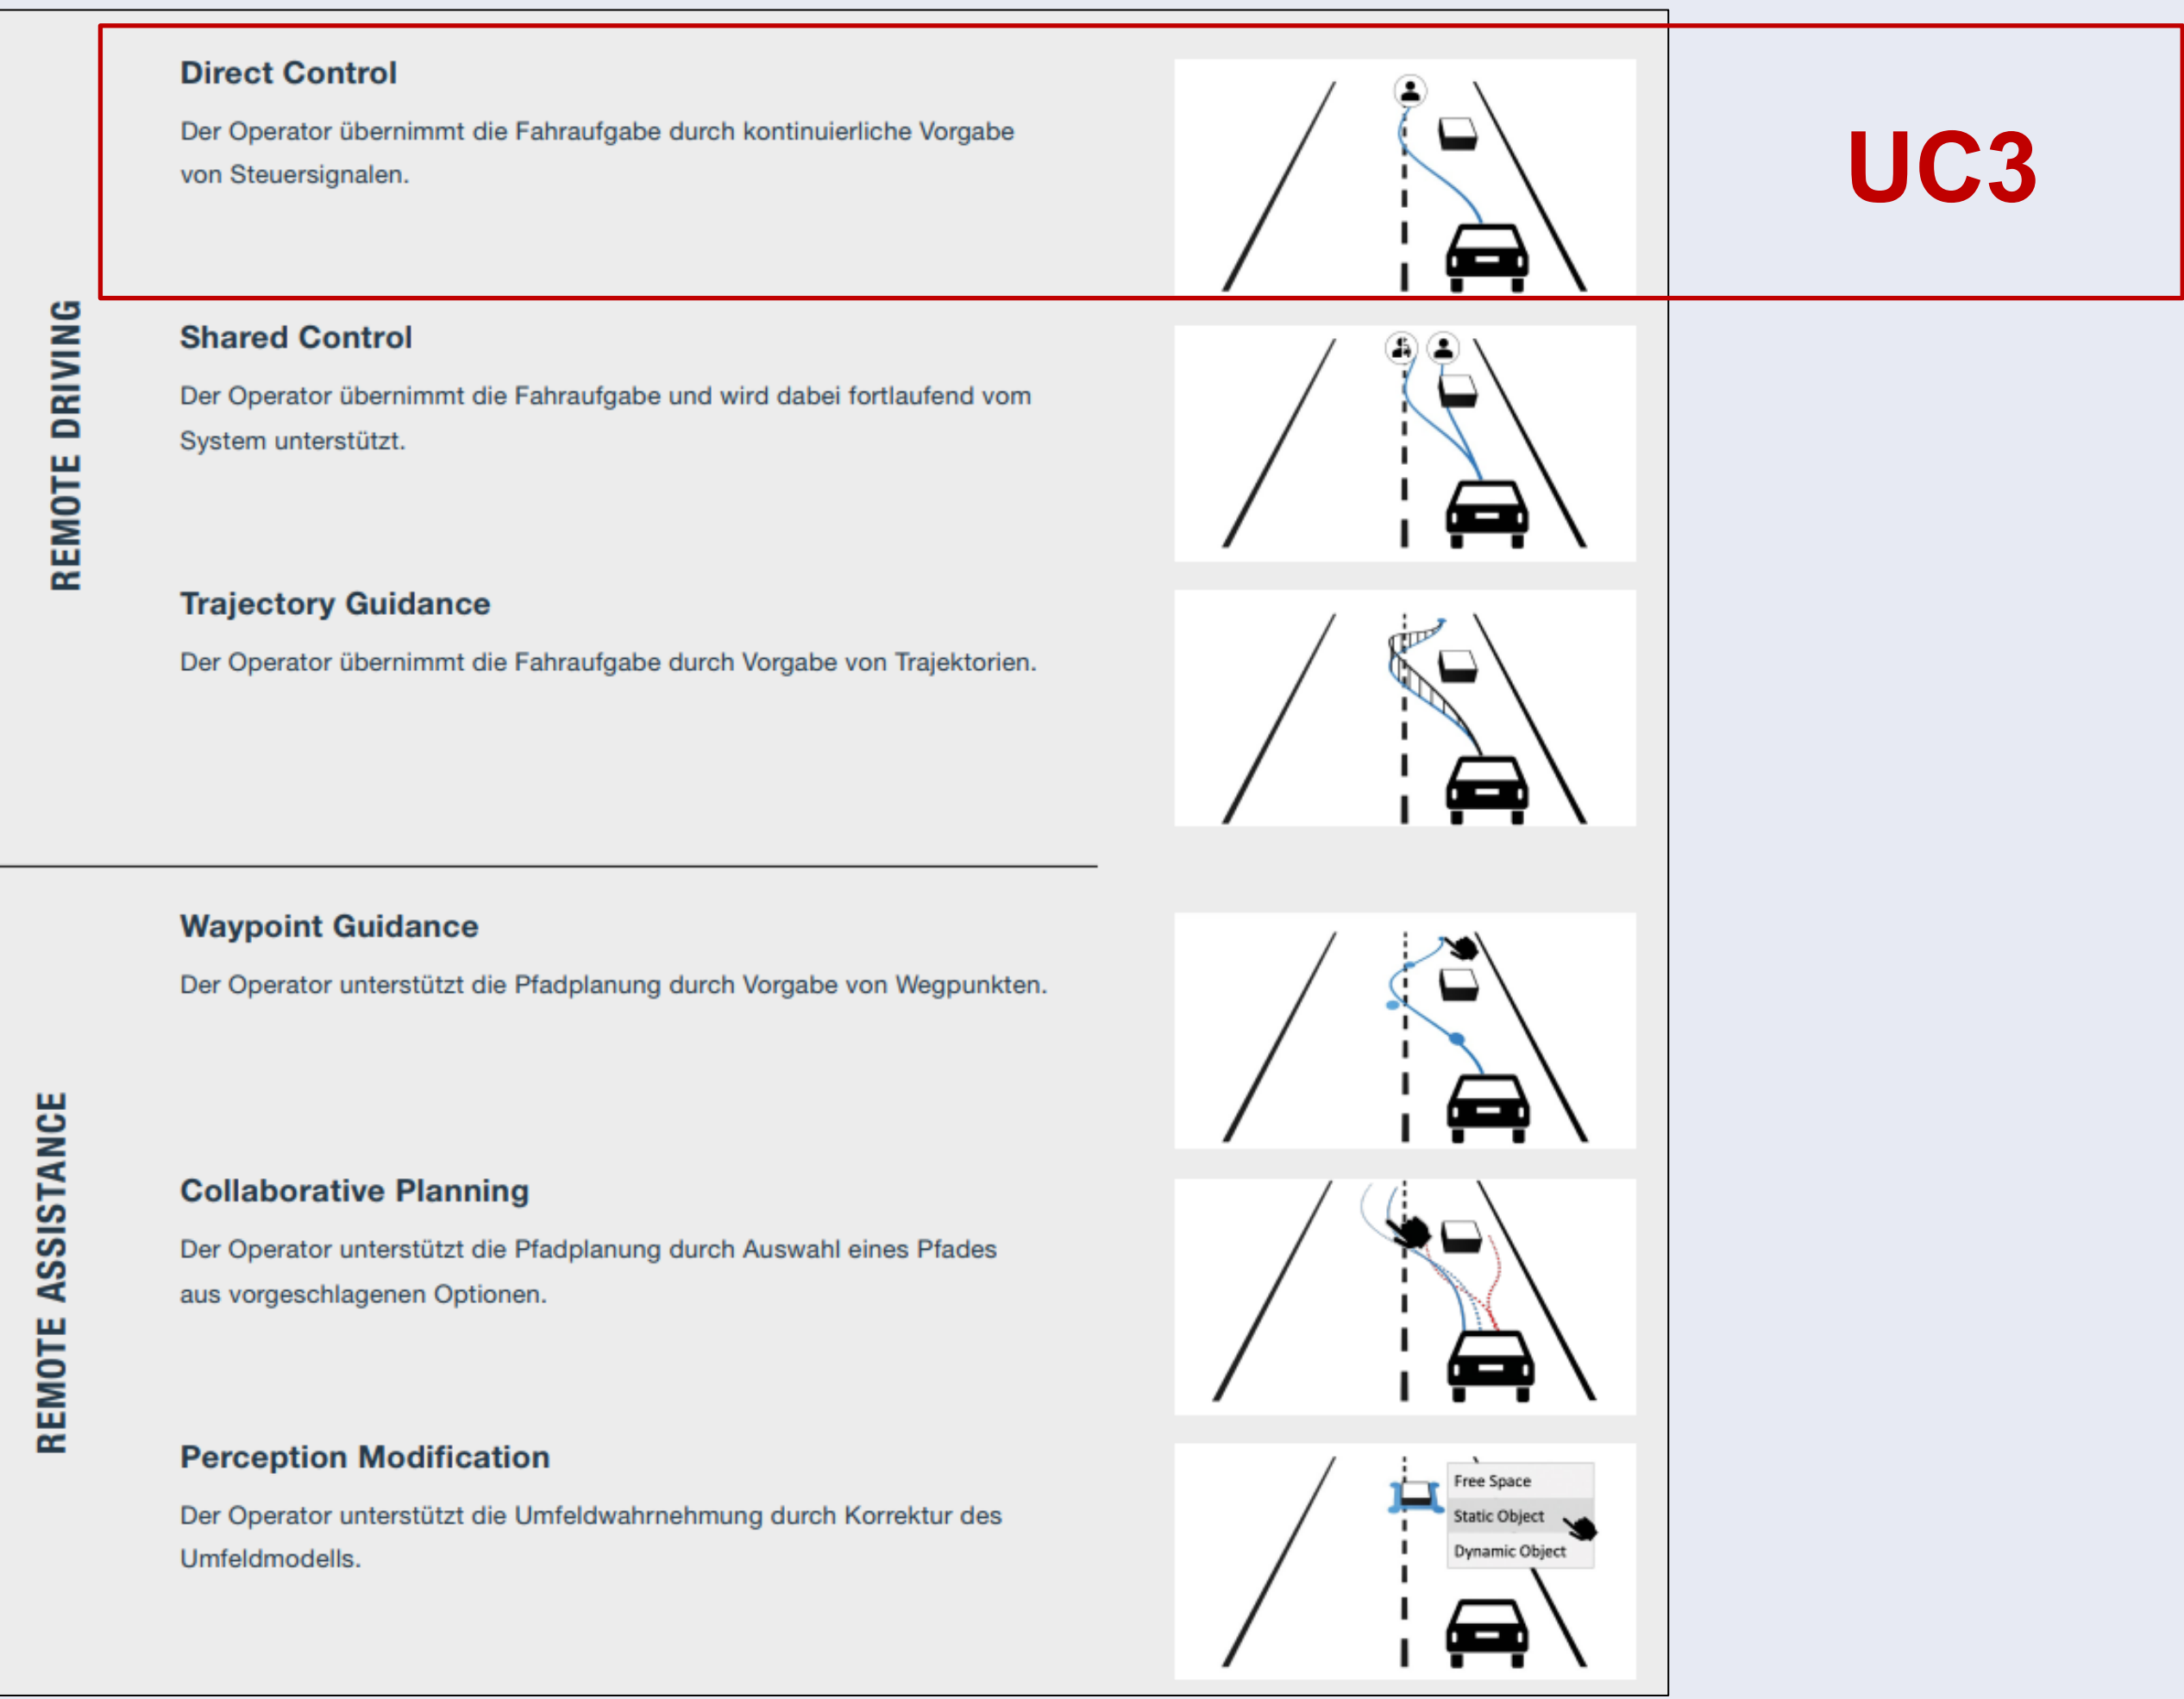 REMOTE DRIVING
Direct Control
Der Operator übernimmt die Fahraufgabe durch kontinuierliche Vorgabe
von Steuersignalen.
UC3
Shared Control
Der Operator übernimmt die Fahraufgabe und wird dabei fortlaufend vom
System unterstützt.
Trajectory Guidance
Der Operator übernimmt die Fahraufgabe durch Vorgabe von Trajektorien.
REMOTE ASSISTANCE
Waypoint Guidance
Der Operator unterstützt die Pfadplanung durch Vorgabe von Wegpunkten.
Collaborative Planning
Der Operator unterstützt die Pfadplanung durch Auswahl eines Pfades
aus vorgeschlagenen Optionen.
Perception Modification
Der Operator unterstützt die Umfeldwahrnehmung durch Korrektur des
Umfeldmodells.
Free Space
Static Object
Dynamic Object